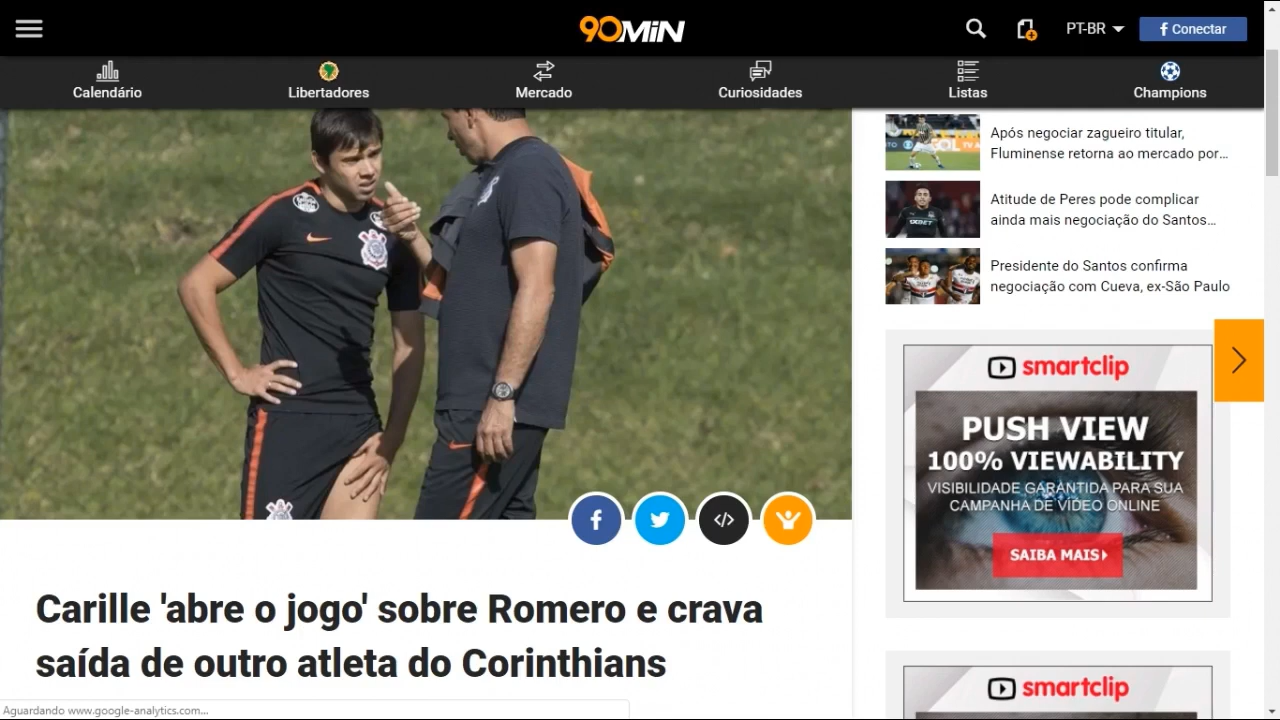 90MiN
PT-BR
f Conectar
Calendário
Libertadores
Mercado
Curiosidades
Listas
Champions
Após negociar zagueiro titular,
Fluminense retorna ao mercado por...
Atitude de Peres pode complicar
ainda mais negociação do Santos...
Presidente do Santos confirma
negociação com Cueva, ex-São Paulo
1XBET
smartclip
PUSH VIEW
100% VIEWABILITY
VISIBILIDADE GARANTIDA PARA SUA
CAMPANHA DE VÍDEO ONLINE
SAIBA MAIS
Carille 'abre o jogo' sobre Romero e crava
saída de outro atleta do Corinthians
smartclip
Aguardando www.google-analytics.com...